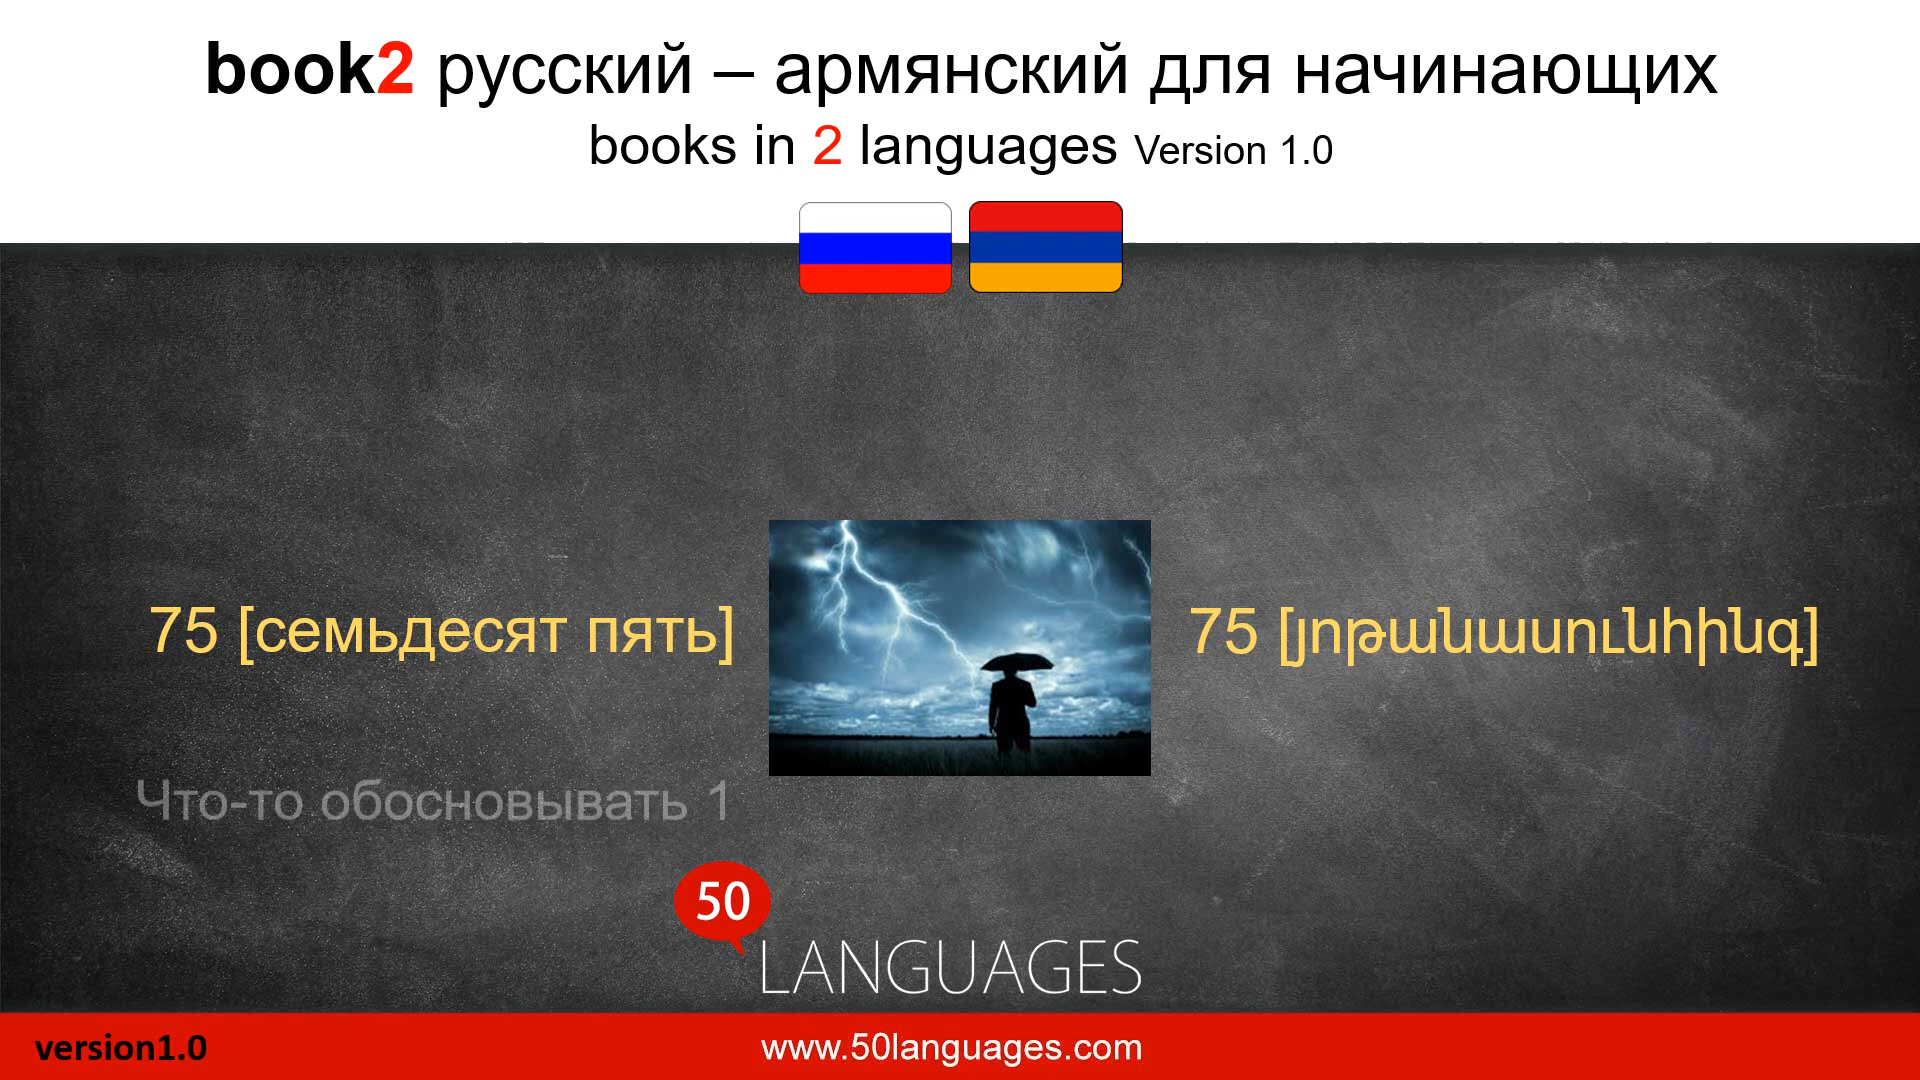 book2 русский – армянский для начинающих
books in 2 languages Version 1.0
75 [семьдесят пять]
75 [յոթանասունհինգ]
Что-то обосновывать 1
50
LANGUAGES
version1.0
www.50languages.com